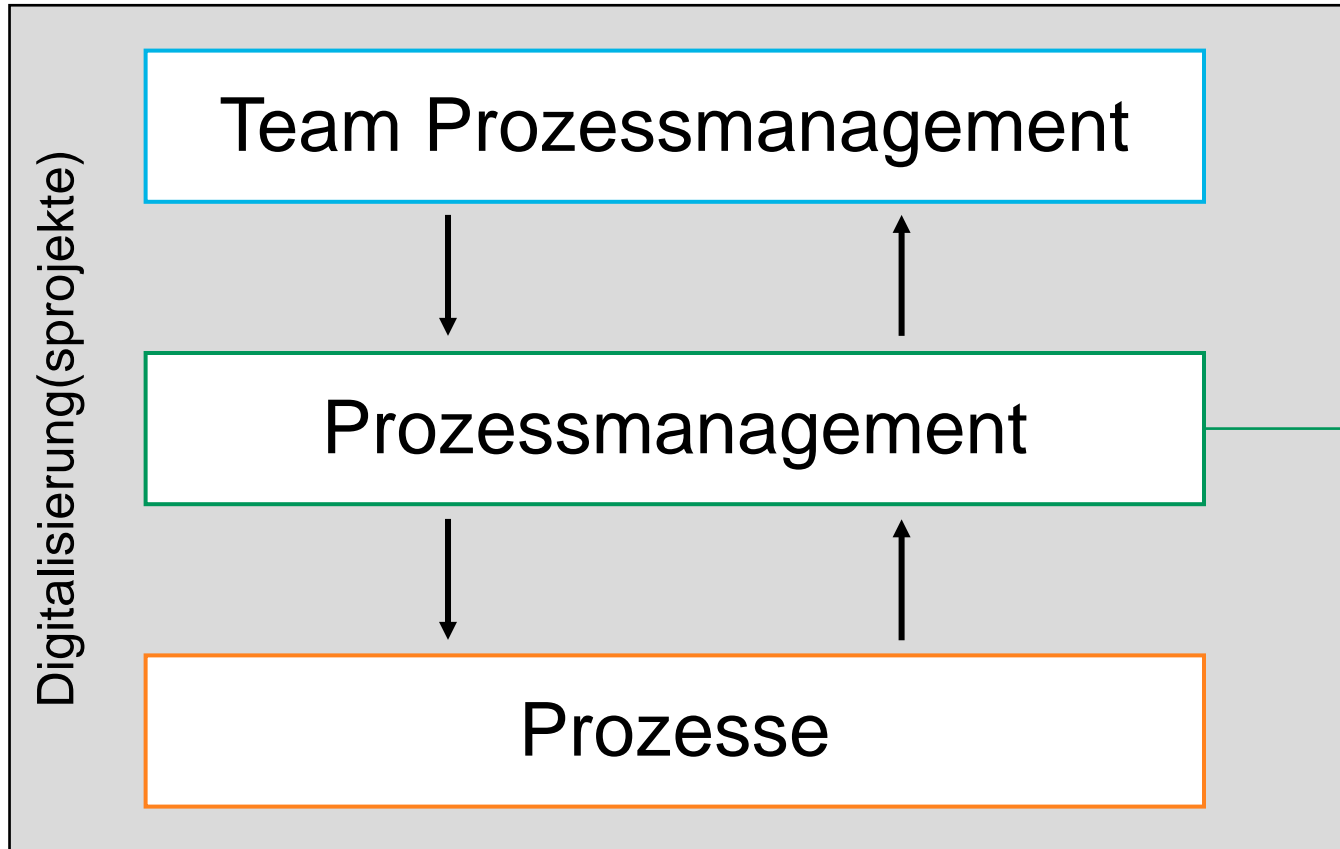 Digitalisierung(sprojekte)
Team Prozessmanagement
Prozessmanagement
Prozesse